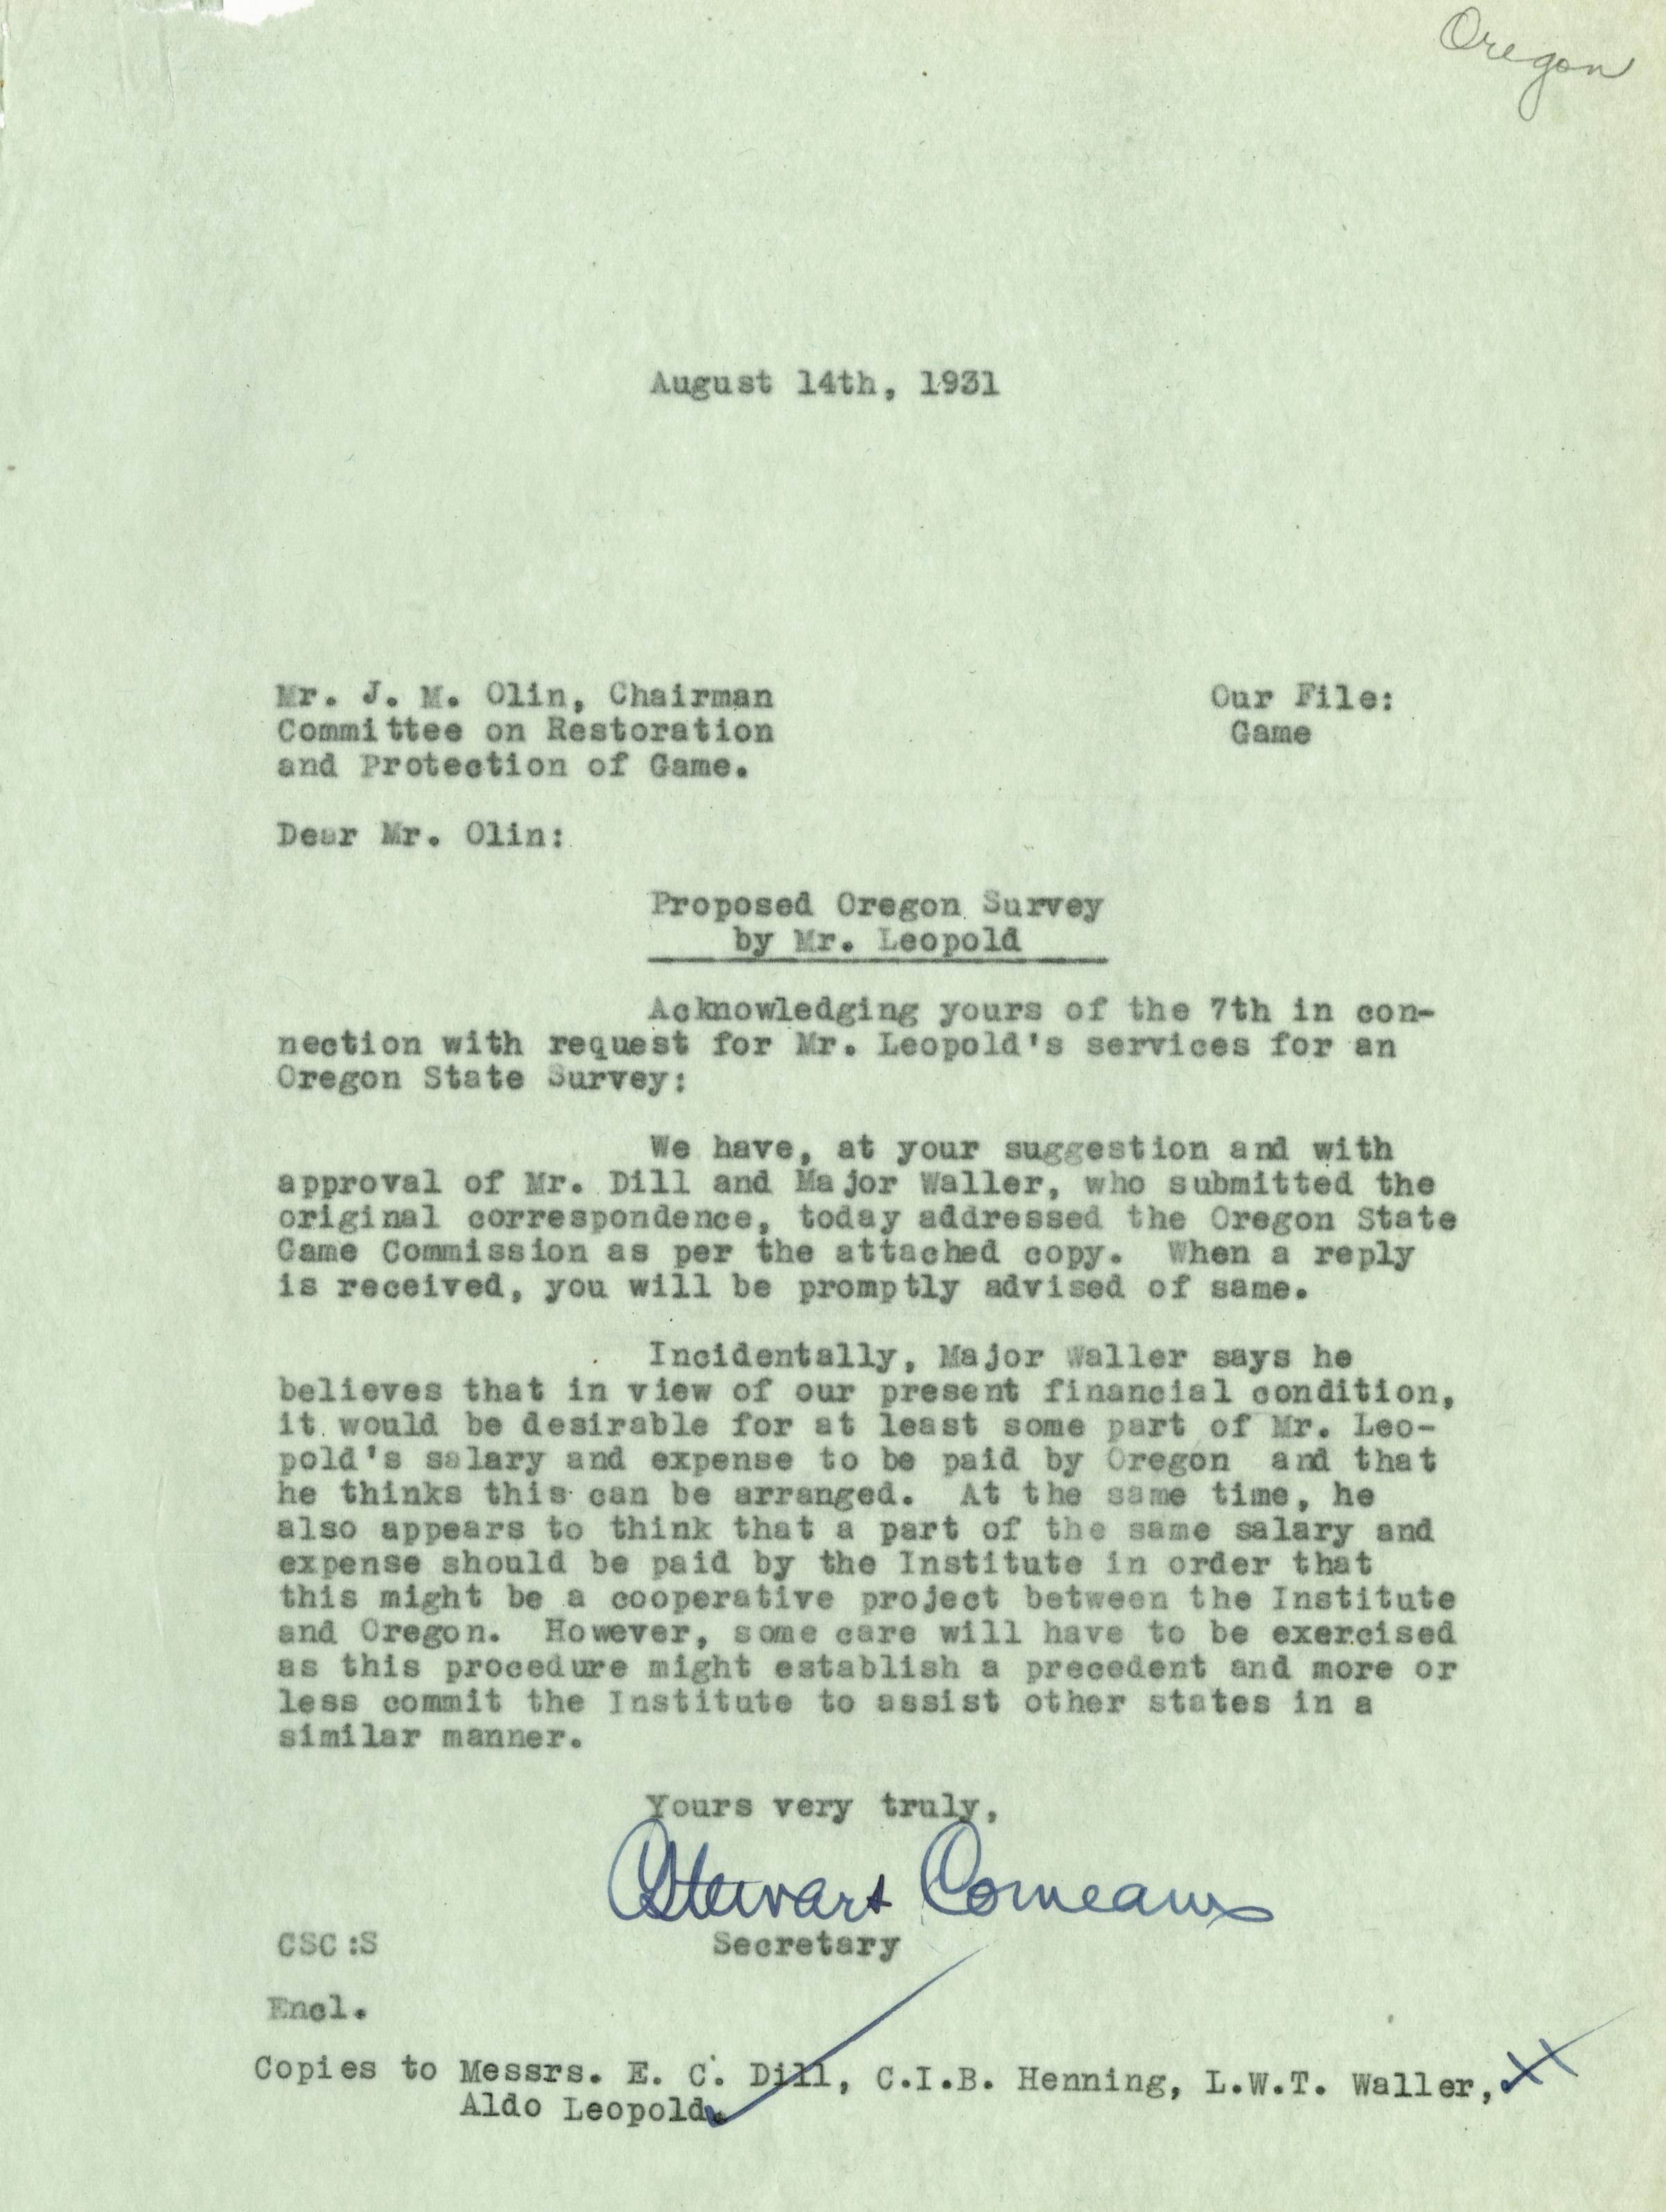 Oregon
August 14th, 1931
Mr. J. M. Olin, Chairman
Committee on Restoration
and Protection of Game.
Our File:
Game
Dear Mr. Olin:
Proposed Oregon Survey
by Mr. Leopold
Acknowledging yours of the 7th in con-
nection with request for Mr. Leopold's services for an
Oregon State Survey:
We have, at your suggestion and with
approval of Mr. Dill and Major Waller, who submitted the
original correspondence, today addressed the Oregon State
Game Commission as per the attached copy. When a reply
is received, you will be promptly advised of same.
Incidentally, Major Waller says he
believes that in view of our present financial condition,
it would be desirable for at least some part of Mr. Leo-
pold's salary and expense to be paid by Oregon and that
he thinks this can be arranged. At the same time, he
also appears to think that a part of the same salary and
expense should be paid by the Institute in order that
this might be a cooperative project between the Institute
and Oregon. However, some care will have to be exercised
as this procedure might establish a precedent and more or
less commit the Institute to assist other states in a
similar manner.
Yours very truly,
CStewart Comeaux
CSC:S
Secretary
Encl.
Copies to Messrs. E. C. Dill, C.I.B. Henning, L.W.T. Waller,
Aldo Leopold.